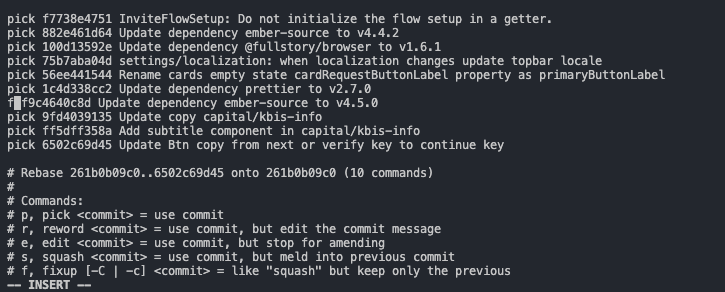 pick f7738e4751 InviteFlowSetup: Do not initialize the flow setup in a getter.
pick 882e461d64 Update dependency ember-source to v4.4.2
pick 100d13592e Update dependency @fullstory/browser to v1.6.1
pick 75b7aba04d settings/localization: when localization changes update topbar locale
pick 56ee441544 Rename cards empty state cardRequestButtonLabel property as primaryButtonLabel
pick 1c4d338cc2 Update dependency prettier to v2.7.0
f f9c4640c8d Update dependency ember-source to v4.5.0
pick 9fd4039135 Update copy capital/kbis-info
pick ff5dff358a Add subtitle component in capital/kbis-info
pick 6502c69d45 Update Btn copy from next or verify key to continue key
# Rebase 261b0b09c0..6502c69d45 onto 261b0b09c0 (10 commands)
#
# Commands:
# p, pick <commit> = use commit
# r, reword <commit> = use commit, but edit the commit message
# e, edit <commit> = use commit, but stop for amending
# s, squash <commit> = use commit, but meld into previous commit
# f, fixup [-C | -c] <commit> = like "squash" but keep only the previous
-- INSERT --